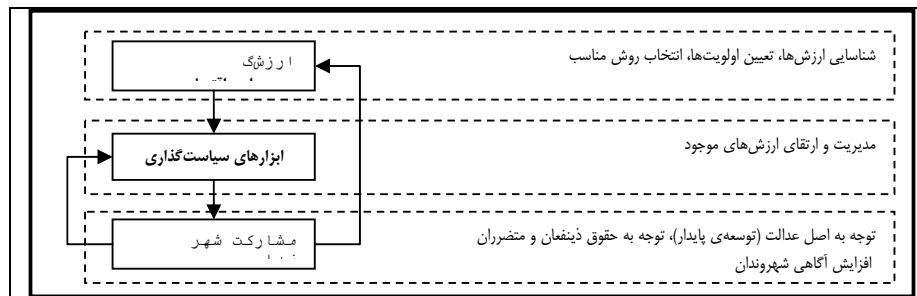 شناسایی ارزش‌ها، تعیین اولویت‌ها، انتخاب روش مناسب
ارزش‌گ
مدیریت و ارتقای ارزش‌های موجود
ابزارهای سیاست‌گذاری
توجه به اصل عدالت (توسعه‌ی پایدار)، توجه به حقوق ذینفعان و متضرران
افزایش آگاهی شهروندان
مشارکت شهر